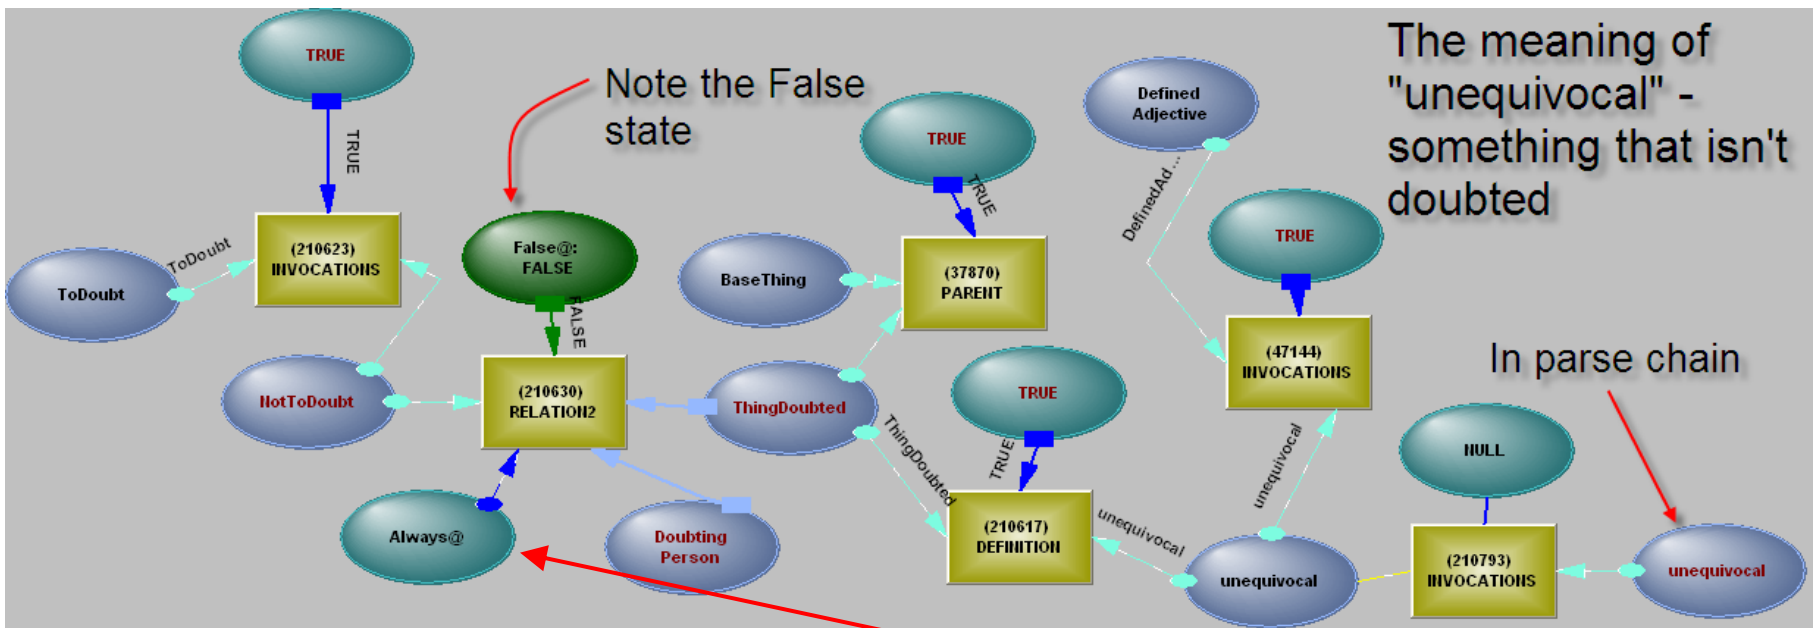 The meaning of
"unequivocal" -
something that isn't
doubted
TRUE
TRUE
Note the False
state
TRUE
TRUE
Defined
Adjective
DefinedAd...
ToDoubt
ToDoubt
(210623)
INVOCATIONS
False@:
FALSE
FALSE
BaseThing
(37870)
PARENT
TRUE
(47144)
INVOCATIONS
In parse chain
NotToDoubt
(210630)
RELATION2
ThingDoubted
ThingDoubted
TRUE
TRUE
unequivocal
NULL
Always@
Doubting
Person
(210617)
DEFINITION
unequivocal
unequivocal
(210793)
INVOCATIONS
unequivocal